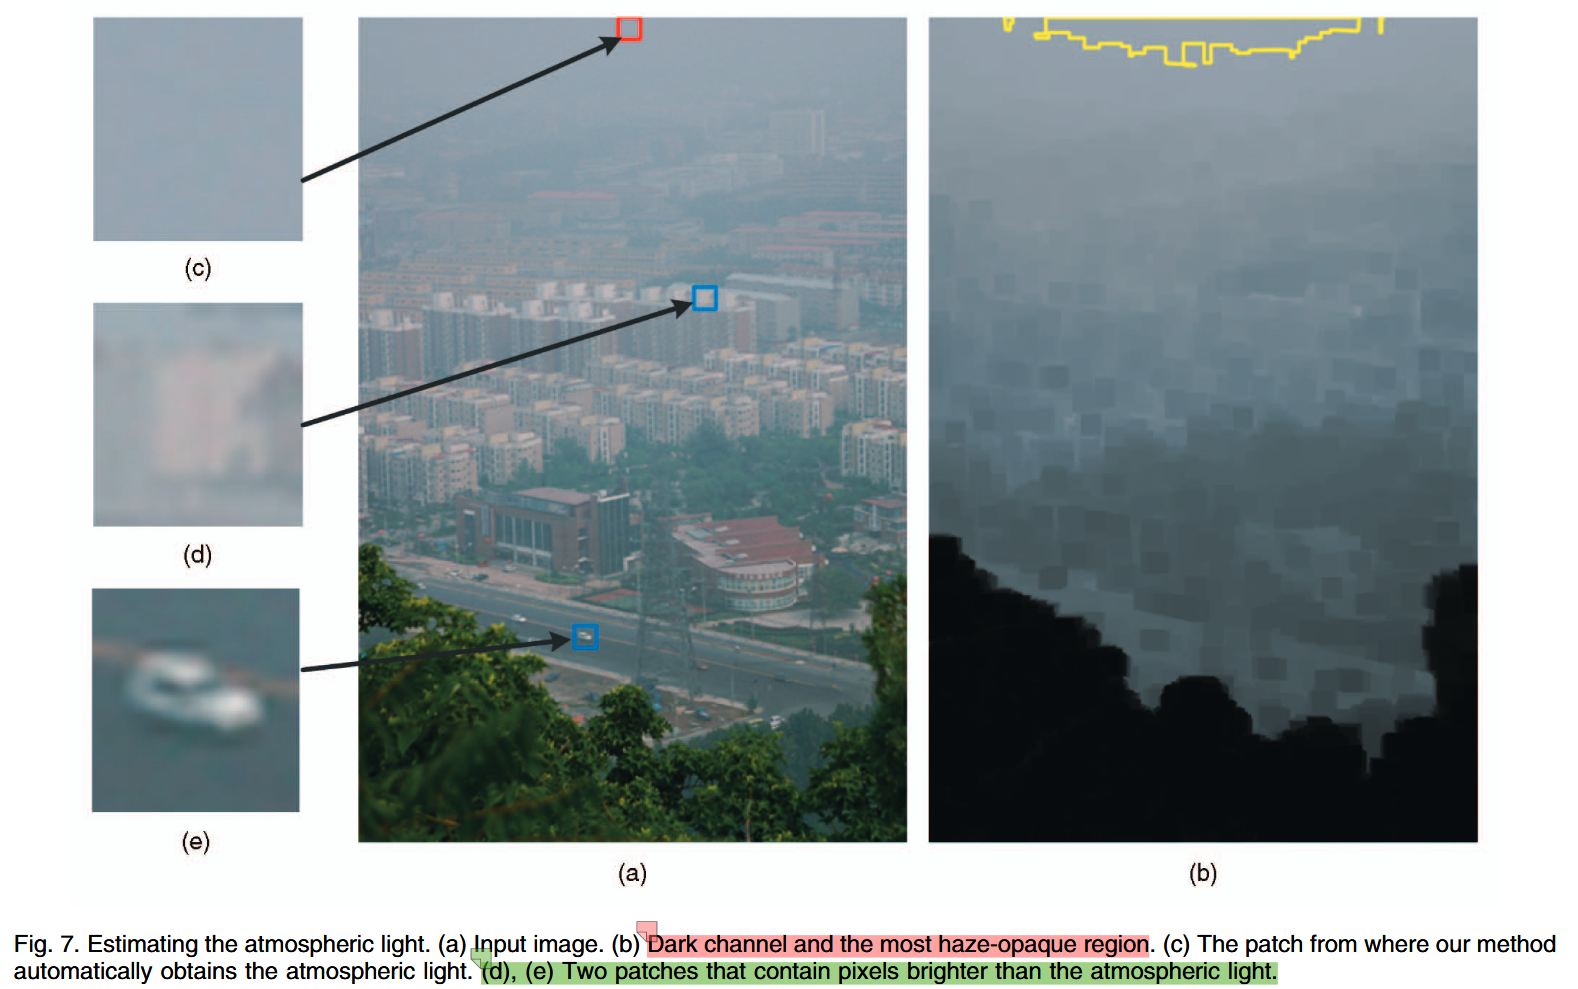 (c)
(d)
(e)
(a)
(b)
Fig. 7. Estimating the atmospheric light. (a) Input image. (b) Dark channel and the most haze-opaque region. (c) The patch from where our method
automatically obtains the atmospheric light. (d), (e) Two patches that contain pixels brighter than the atmospheric light.